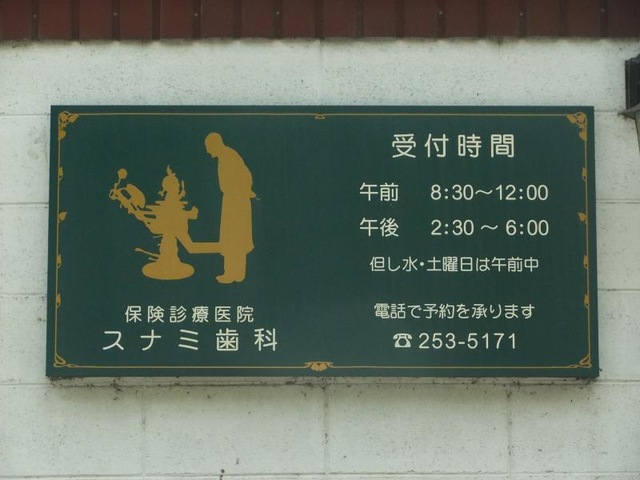 受付時間
午前 8:30～12:00
午後 2:30～6:00
但し水・土曜日は午前中
電話で予約を承ります
☎253-5171
保険診療医院
スナミ歯科